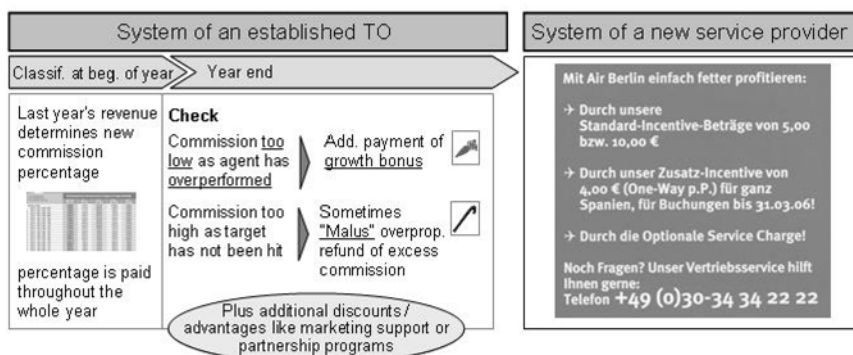 System of an established TO
Classif. at beg. of year
Year end
Last year's revenue
determines new
commission
percentage
percentage is paid
throughout the
whole year
Check
Commission too
low as agent has
overperformed
Add. payment of
growth bonus
Commission too
high as target
has not been hit
Sometimes
"Malus" overprop.
refund of excess
commission
Plus additional discounts/
advantages like marketing support or
partnership programs
System of a new service provider
Mit Air Berlin einfach fetter profitieren:
→ Durch unsere
Standard-Incentive-Beträge von 5,00
bzw. 10,00 €
→ Durch unser Zusatz-Incentive von
4,00 € (One-Way p.P.) für ganz
Spanien, für Buchungen bis 31.03.06!
→ Durch die Optionale Service Charge!
Noch Fragen? Unser Vertriebsservice hilft
Ihnen gerne:
Telefon +49 (0)30-34 34 22 22